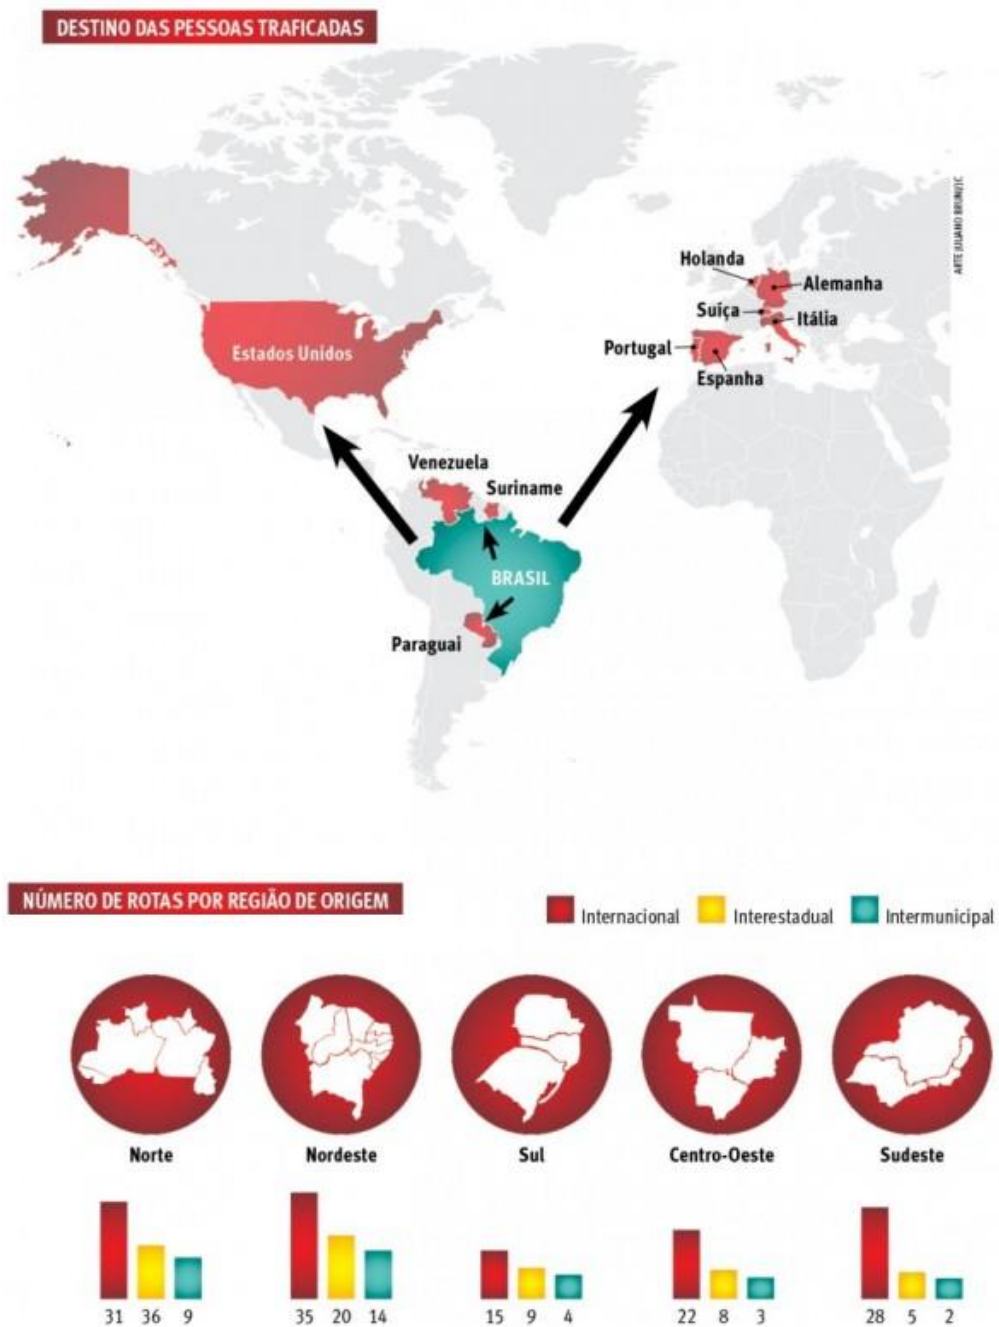 DESTINO DAS PESSOAS TRAFICADAS
ARTE JULIANO BRUNI/SC
Holanda
Alemanha
Suíça
Itália
Portugal
Espanha
Estados Unidos
Venezuela
Suriname
BRASIL
Paraguai
NÚMERO DE ROTAS POR REGIÃO DE ORIGEM
Internacional
Interestadual
Intermunicipal
Norte
Nordeste
Sul
Centro-Oeste
Sudeste
31 36 9
35 20 14
15 9 4
22 8 3
28 5 2